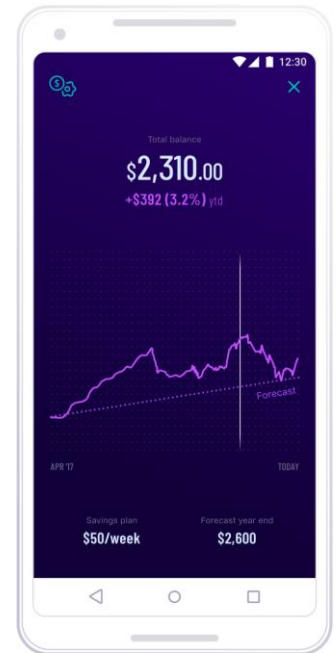 12:30
$
Total balance
$2,310.00
+$392 (3.2%) ytd
Forecast
APR '17 TODAY
Savings plan Forecast year end
$50/week $2,600